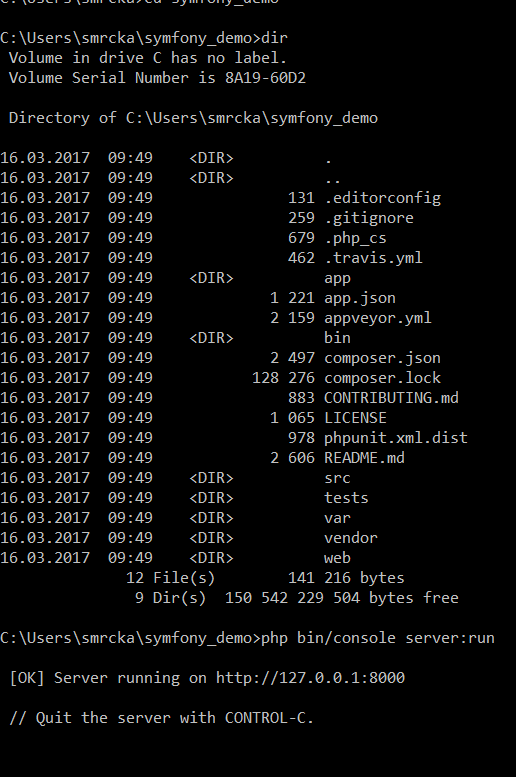 C:\Users\smrcka>cd symfony_demo
C:\Users\smrcka\symfony_demo>dir
Volume in drive C has no label.
Volume Serial Number is 8A19-60D2
Directory of C:\Users\smrcka\symfony_demo
16.03.2017 09:49 <DIR> .
16.03.2017 09:49 <DIR> ..
16.03.2017 09:49 131 .editorconfig
16.03.2017 09:49 259 .gitignore
16.03.2017 09:49 679 .php_cs
16.03.2017 09:49 462 .travis.yml
16.03.2017 09:49 <DIR> app
16.03.2017 09:49 1 221 app.json
16.03.2017 09:49 2 159 appveyor.yml
16.03.2017 09:49 <DIR> bin
16.03.2017 09:49 2 497 composer.json
16.03.2017 09:49 128 276 composer.lock
16.03.2017 09:49 883 CONTRIBUTING.md
16.03.2017 09:49 1 065 LICENSE
16.03.2017 09:49 978 phpunit.xml.dist
16.03.2017 09:49 2 606 README.md
16.03.2017 09:49 <DIR> src
16.03.2017 09:49 <DIR> tests
16.03.2017 09:49 <DIR> var
16.03.2017 09:49 <DIR> vendor
16.03.2017 09:49 <DIR> web
12 File(s) 141 216 bytes
9 Dir(s) 150 542 229 504 bytes free
C:\Users\smrcka\symfony_demo>php bin/console server:run
[OK] Server running on http://127.0.0.1:8000
// Quit the server with CONTROL-C.